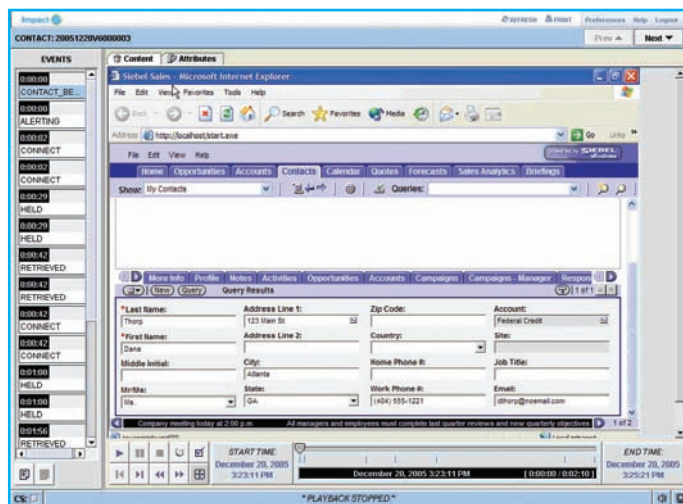 Impact
REFRESH PRINT Preferences Help Logout
CONTACT: 20051220V6000003
Prev Next
EVENTS
Content Attributes
0:00:00
CONTACT_BE...
0:00:00
ALERTING
0:00:02
CONNECT
0:00:02
CONNECT
0:00:29
HELD
0:00:29
HELD
0:00:42
RETRIEVED
0:00:42
RETRIEVED
0:00:42
CONNECT
0:00:42
CONNECT
0:01:00
HELD
0:01:00
HELD
0:01:56
RETRIEVED
Siebel Sales - Microsoft Internet Explorer
File Edit View Favorites Tools Help
Back Search Favorites Media
Address http://localhost/start.swe Go Links »
File Edit View Help
SIEBEL
Home Opportunities Accounts Contacts Calendar Quotes Forecasts Sales Analytics Briefings
Show: My Contacts Queries:
More Info Profile Notes Activities Opportunities Accounts Campaigns Campaigns - Manager Respon
New Query Query Results 1 of 1
*Last Name: Address Line 1: Zip Code: Account:
Thorp 123 Main St. Federal Credit
*First Name: Address Line 2: Country: Site:
Dana
Middle Initial: City: Home Phone #: Job Title:
Atlanta
Mr/Ms: State: Work Phone #: Email:
Ms. GA (404) 555-1221 dthorp@noemail.com
Company meeting today at 2:00 p.m. All managers and employees must complete last quarter reviews and new quarterly objectives 1 of 2
START TIME: END TIME:
December 20, 2005 December 20, 2005
3:23:11 PM December 20, 2005 3:23:11 PM [ 0:00:00 / 0:02:10 ] 3:25:21 PM
CS: * PLAYBACK STOPPED *